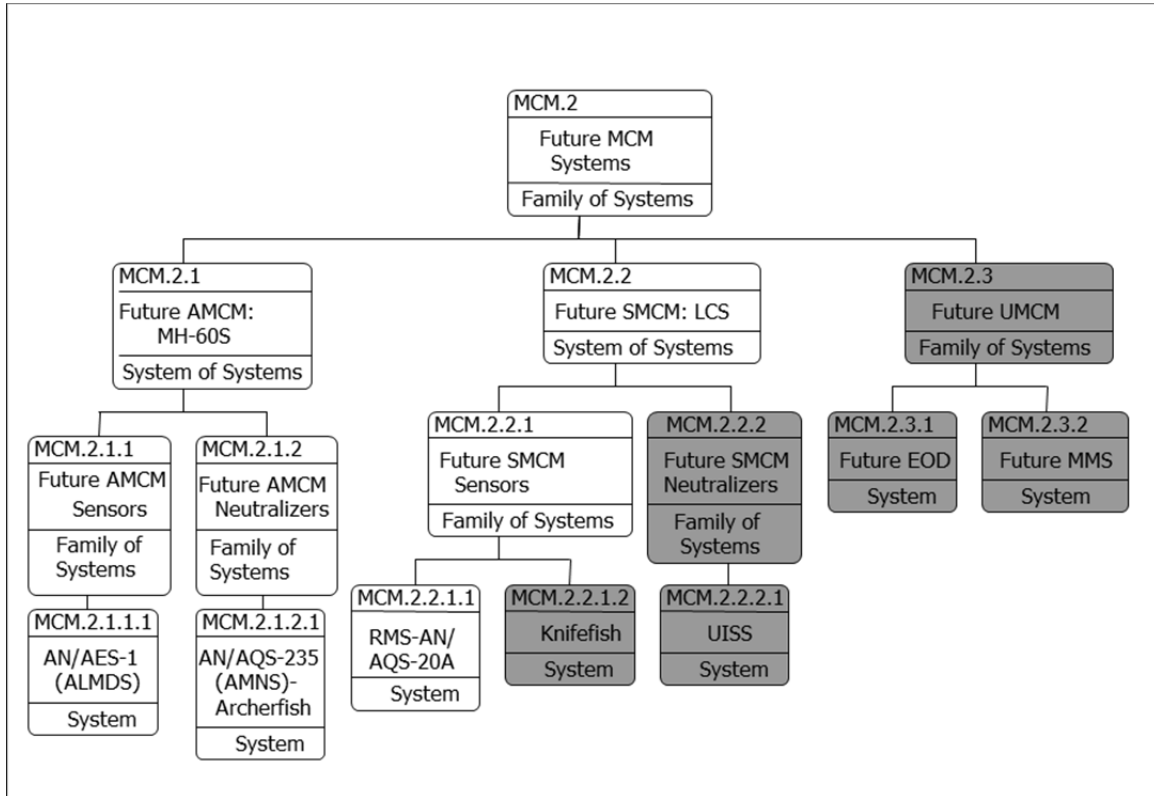 MCM.2
Future MCM
Systems
Family of Systems
MCM.2.1
Future AMCM:
MH-60S
System of Systems
MCM.2.2
Future SMCM: LCS
System of Systems
MCM.2.3
Future UMCM
Family of Systems
MCM.2.1.1
Future AMCM
Sensors
Family of
Systems
MCM.2.1.2
Future AMCM
Neutralizers
Family of
Systems
MCM.2.2.1
Future SMCM
Sensors
Family of Systems
MCM.2.2.2
Future SMCM
Neutralizers
Family of
Systems
MCM.2.3.1
Future EOD
System
MCM.2.3.2
Future MMS
System
MCM.2.1.1.1
AN/AES-1
(ALMDS)
System
MCM.2.1.2.1
AN/AQS-235
(AMNS)-
Archerfish
System
MCM.2.2.1.1
RMS-AN/
AQS-20A
System
MCM.2.2.1.2
Knifefish
System
MCM.2.2.2.1
UISS
System